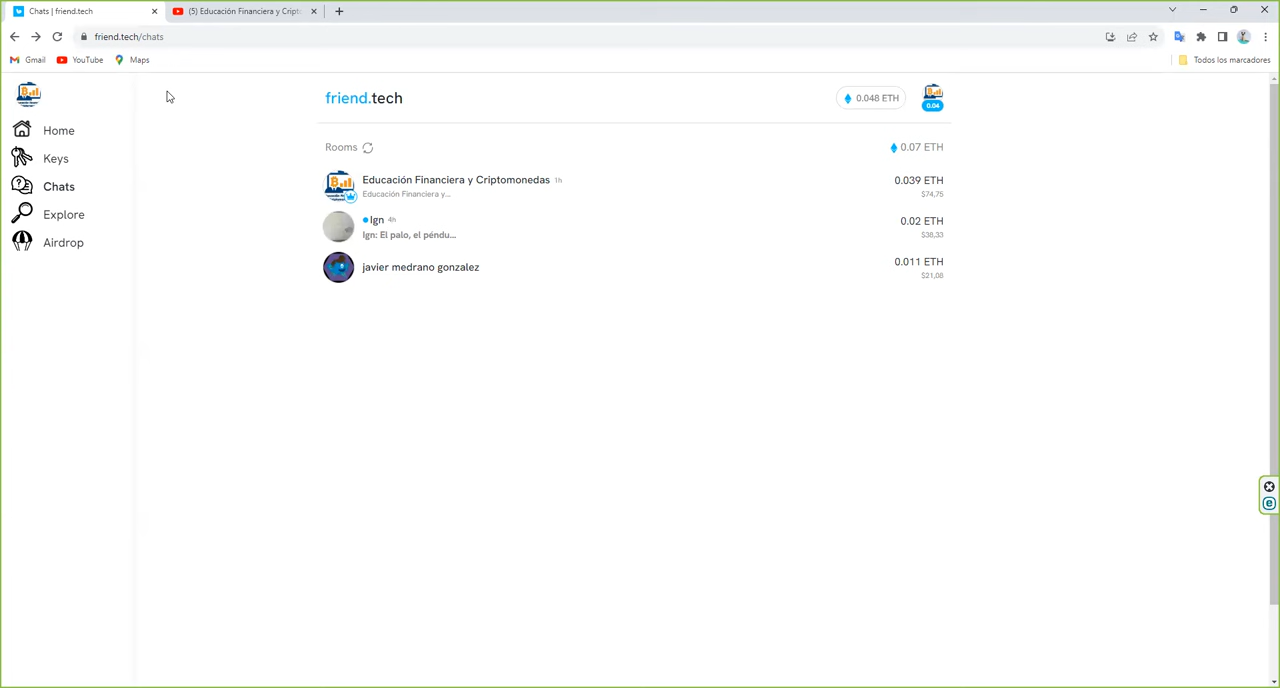 Chats | friend.tech
(5) Educación Financiera y Cript
friend.tech/chats
Gmail
YouTube
Maps
Todos los marcadores
Home
Keys
Chats
Explore
Airdrop
friend.tech
0.048 ETH
0.04
Rooms
0.07 ETH
Educación Financiera y Criptomonedas 1h
Educación Financiera y...
0.039 ETH
$74,75
Ign 4h
Ign: El palo, el péndu...
0.02 ETH
$38,33
javier medrano gonzalez
0.011 ETH
$21,08